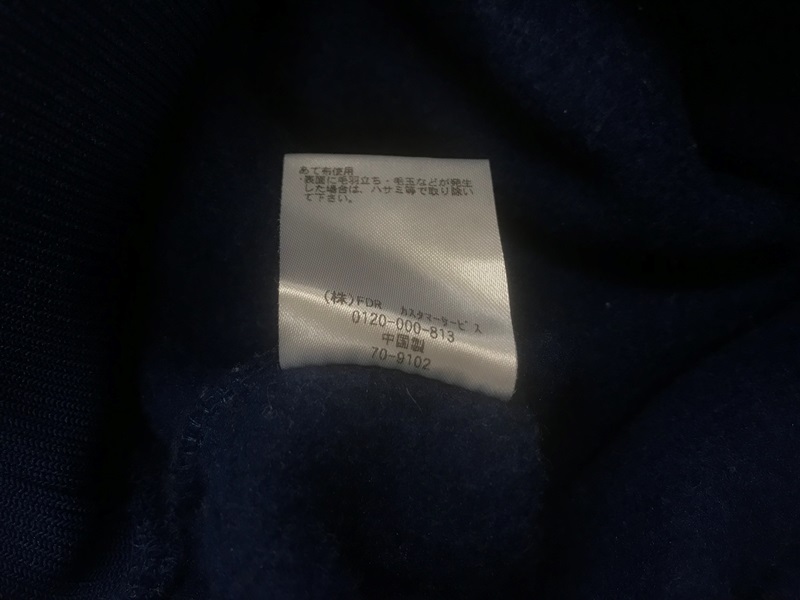 あて布使用
・表面に毛羽立ち・毛玉などが発生
した場合は、ハサミ等で取り除い
て下さい。
(株)FDR カスタマーサービス
0120-000-813
中国製
70-9102